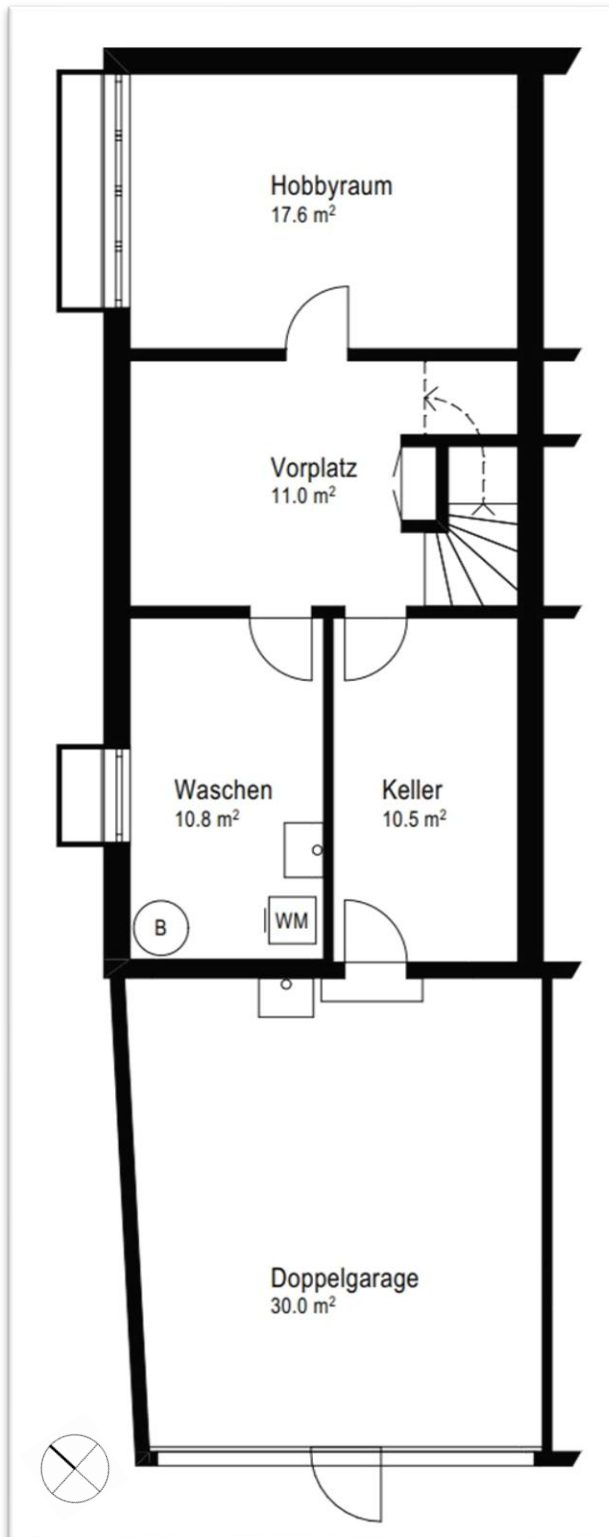 Hobbyraum
17.6 m²
Vorplatz
11.0 m²
Waschen
10.8 m²
Keller
10.5 m²
B
WM
Doppelgarage
30.0 m²